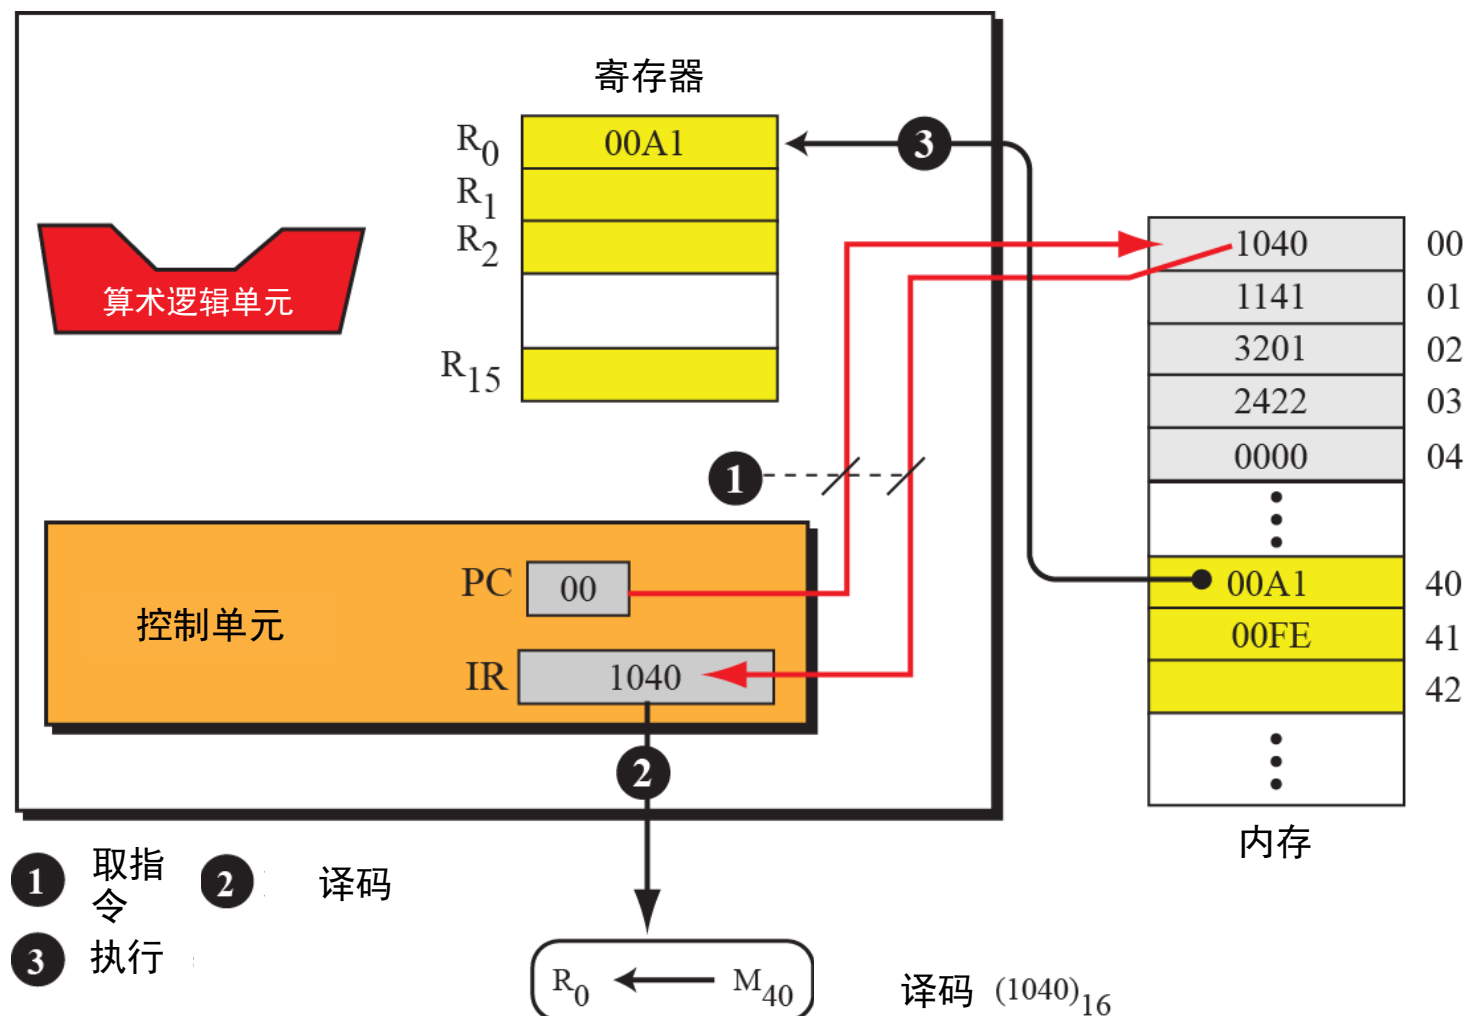 寄存器
R0 00A1
R1
R2
R15
算术逻辑单元
3
1040 00
1141 01
3201 02
2422 03
0000 04
00A1 40
00FE 41
42
内存
1
控制单元
PC 00
IR 1040
2
1 取指
令
2 译码
3 执行
R0 M40
译码 (1040)16